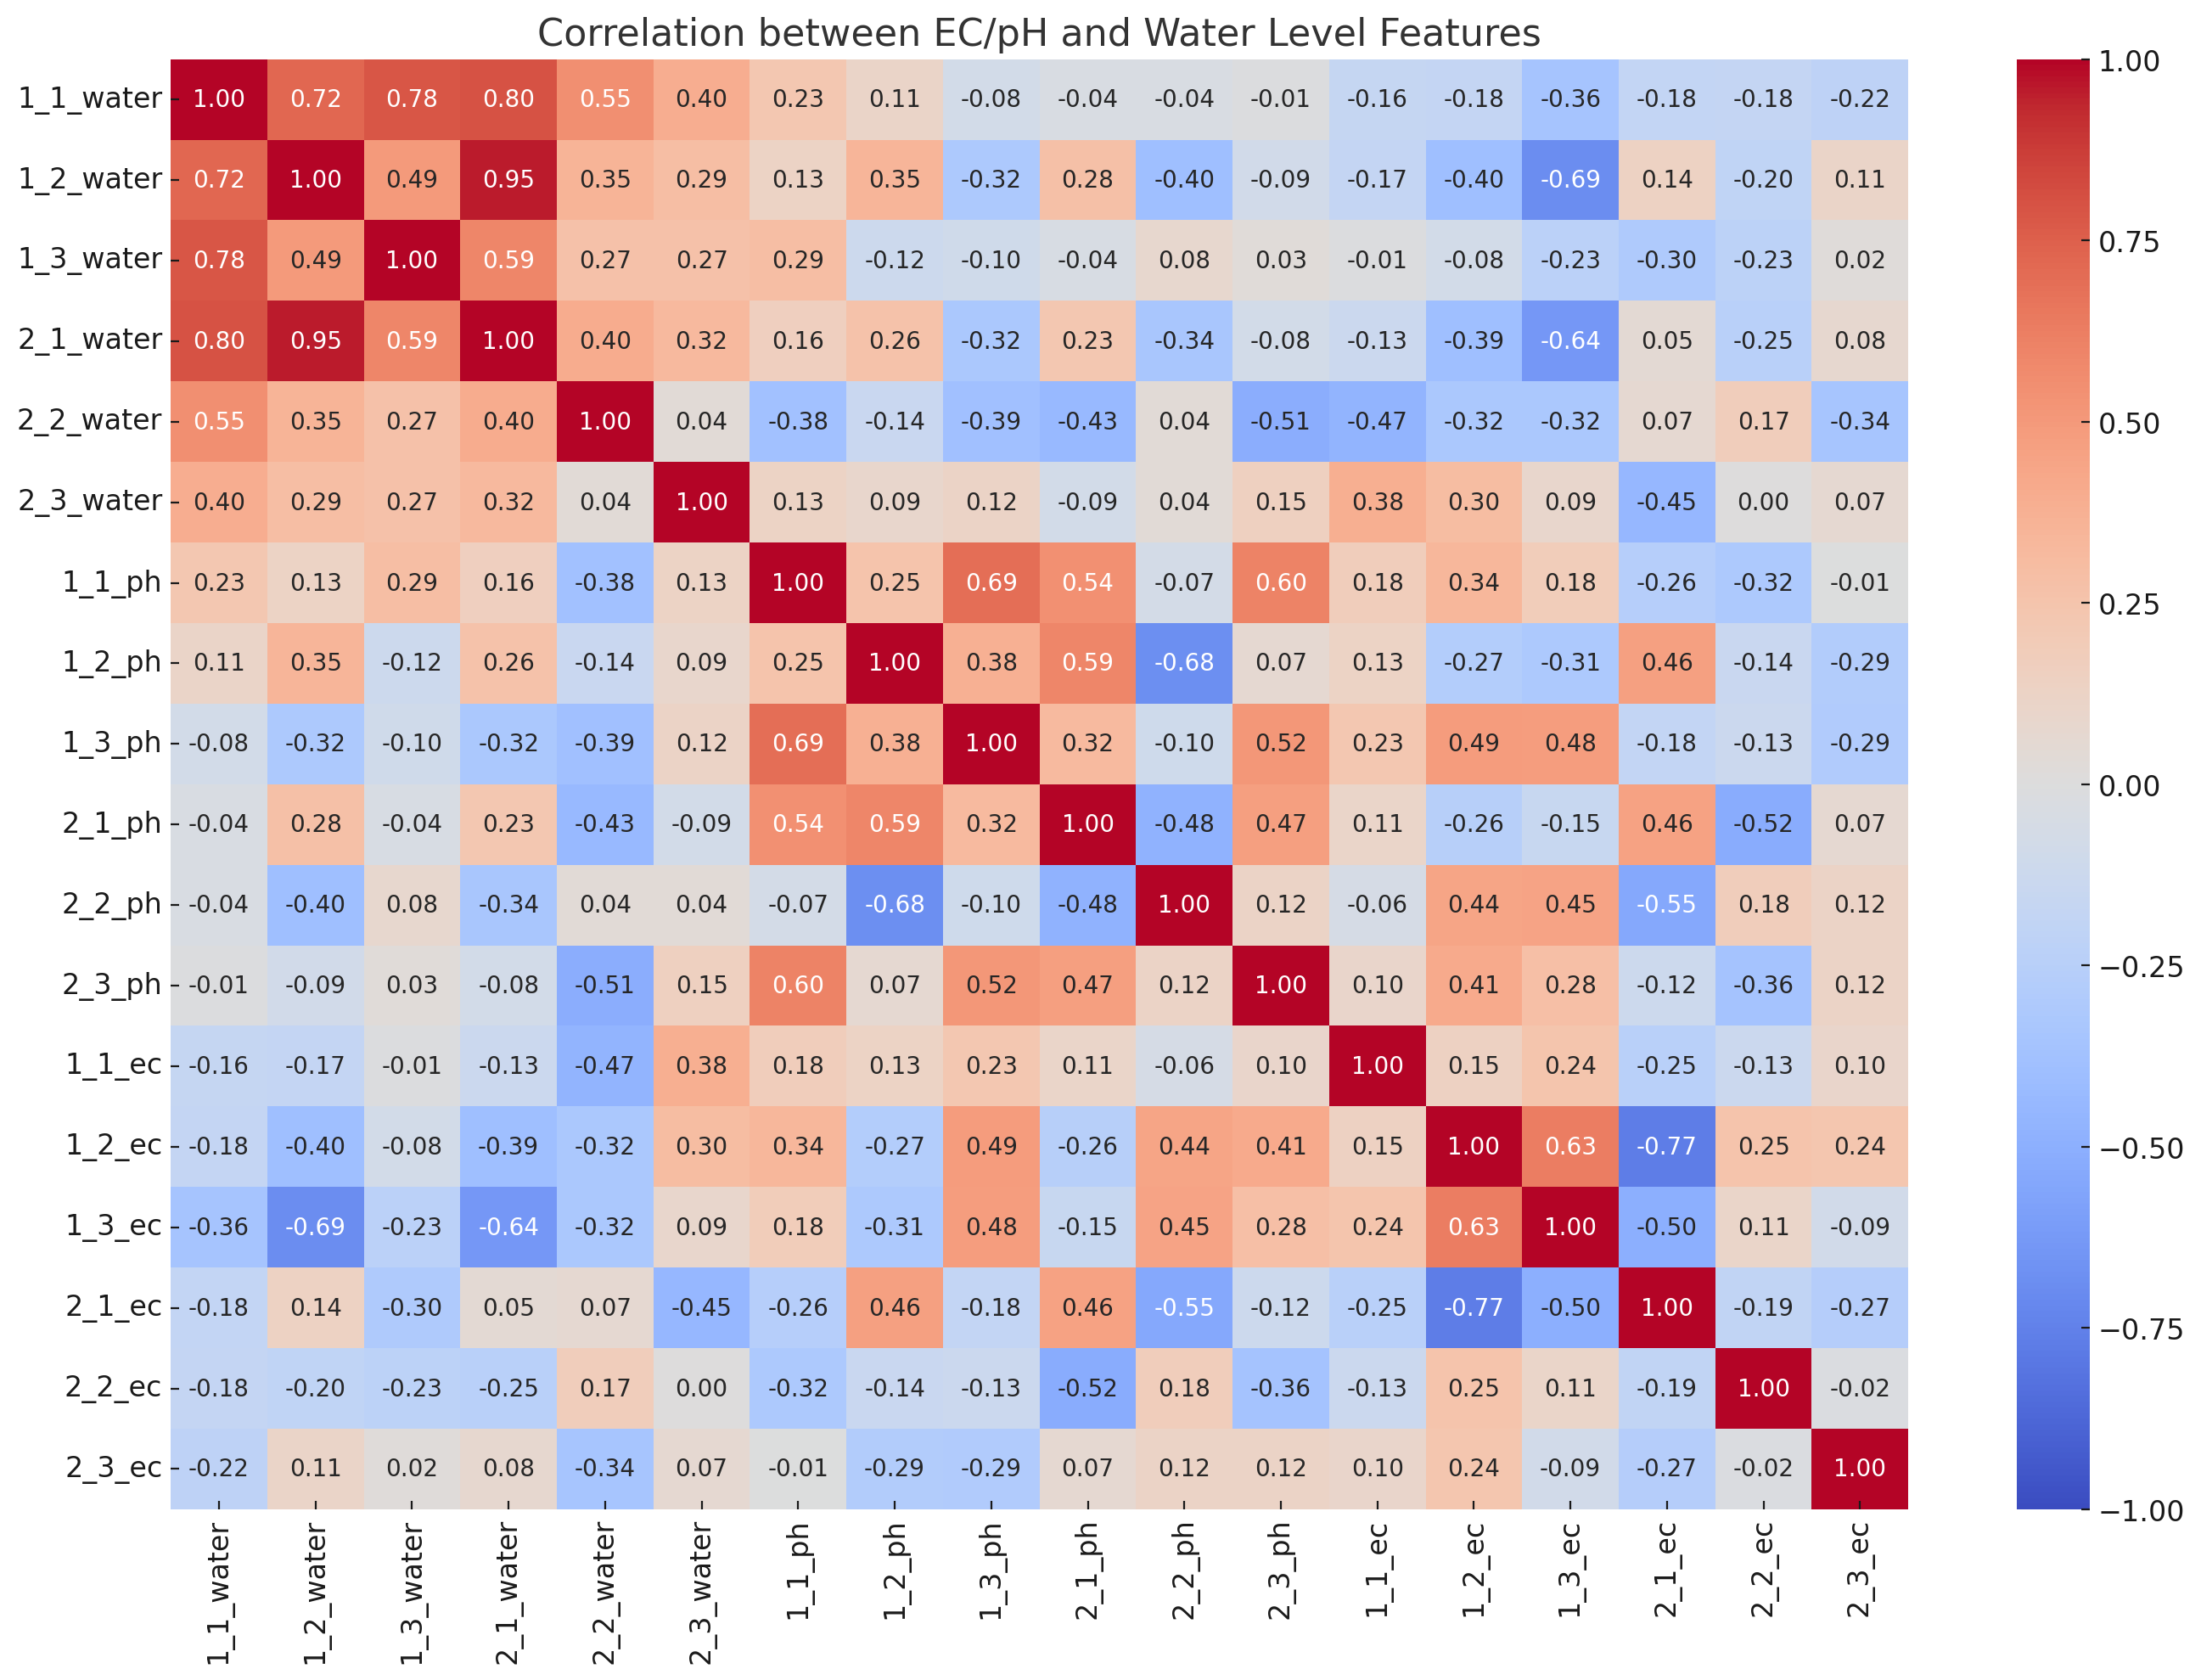 Correlation between EC/pH and Water Level Features
1_1_water 1.00 0.72 0.78 0.80 0.55 0.40 0.23 0.11 -0.08 -0.04 -0.04 -0.01 -0.16 -0.18 -0.36 -0.18 -0.18 -0.22
1_2_water 0.72 1.00 0.49 0.95 0.35 0.29 0.13 0.35 -0.32 0.28 -0.40 -0.09 -0.17 -0.40 -0.69 0.14 -0.20 0.11
1_3_water 0.78 0.49 1.00 0.59 0.27 0.27 0.29 -0.12 -0.10 -0.04 0.08 0.03 -0.01 -0.08 -0.23 -0.30 -0.23 0.02
2_1_water 0.80 0.95 0.59 1.00 0.40 0.32 0.16 0.26 -0.32 0.23 -0.34 -0.08 -0.13 -0.39 -0.64 0.05 -0.25 0.08
2_2_water 0.55 0.35 0.27 0.40 1.00 0.04 -0.38 -0.14 -0.39 -0.43 0.04 -0.51 -0.47 -0.32 -0.32 0.07 0.17 -0.34
2_3_water 0.40 0.29 0.27 0.32 0.04 1.00 0.13 0.09 0.12 -0.09 0.04 0.15 0.38 0.30 0.09 -0.45 0.00 0.07
1_1_ph 0.23 0.13 0.29 0.16 -0.38 0.13 1.00 0.25 0.69 0.54 -0.07 0.60 0.18 0.34 0.18 -0.26 -0.32 -0.01
1_2_ph 0.11 0.35 -0.12 0.26 -0.14 0.09 0.25 1.00 0.38 0.59 -0.68 0.07 0.13 -0.27 -0.31 0.46 -0.14 -0.29
1_3_ph -0.08 -0.32 -0.10 -0.32 -0.39 0.12 0.69 0.38 1.00 0.32 -0.10 0.52 0.23 0.49 0.48 -0.18 -0.13 -0.29
2_1_ph -0.04 0.28 -0.04 0.23 -0.43 -0.09 0.54 0.59 0.32 1.00 -0.48 0.47 0.11 -0.26 -0.15 0.46 -0.52 0.07
2_2_ph -0.04 -0.40 0.08 -0.34 0.04 0.04 -0.07 -0.68 -0.10 -0.48 1.00 0.12 -0.06 0.44 0.45 -0.55 0.18 0.12
2_3_ph -0.01 -0.09 0.03 -0.08 -0.51 0.15 0.60 0.07 0.52 0.47 0.12 1.00 0.10 0.41 0.28 -0.12 -0.36 0.12
1_1_ec -0.16 -0.17 -0.01 -0.13 -0.47 0.38 0.18 0.13 0.23 0.11 -0.06 0.10 1.00 0.15 0.24 -0.25 -0.13 0.10
1_2_ec -0.18 -0.40 -0.08 -0.39 -0.32 0.30 0.34 -0.27 0.49 -0.26 0.44 0.41 0.15 1.00 0.63 -0.77 0.25 0.24
1_3_ec -0.36 -0.69 -0.23 -0.64 -0.32 0.09 0.18 -0.31 0.48 -0.15 0.45 0.28 0.24 0.63 1.00 -0.50 0.11 -0.09
2_1_ec -0.18 0.14 -0.30 0.05 0.07 -0.45 -0.26 0.46 -0.18 0.46 -0.55 -0.12 -0.25 -0.77 -0.50 1.00 -0.19 -0.27
2_2_ec -0.18 -0.20 -0.23 -0.25 0.17 0.00 -0.32 -0.14 -0.13 -0.52 0.18 -0.36 -0.13 0.25 0.11 -0.19 1.00 -0.02
2_3_ec -0.22 0.11 0.02 0.08 -0.34 0.07 -0.01 -0.29 -0.29 0.07 0.12 0.12 0.10 0.24 -0.09 -0.27 -0.02 1.00
1_1_water 1_2_water 1_3_water 2_1_water 2_2_water 2_3_water 1_1_ph 1_2_ph 1_3_ph 2_1_ph 2_2_ph 2_3_ph 1_1_ec 1_2_ec 1_3_ec 2_1_ec 2_2_ec 2_3_ec
1.00
0.75
0.50
0.25
0.00
−0.25
−0.50
−0.75
−1.00